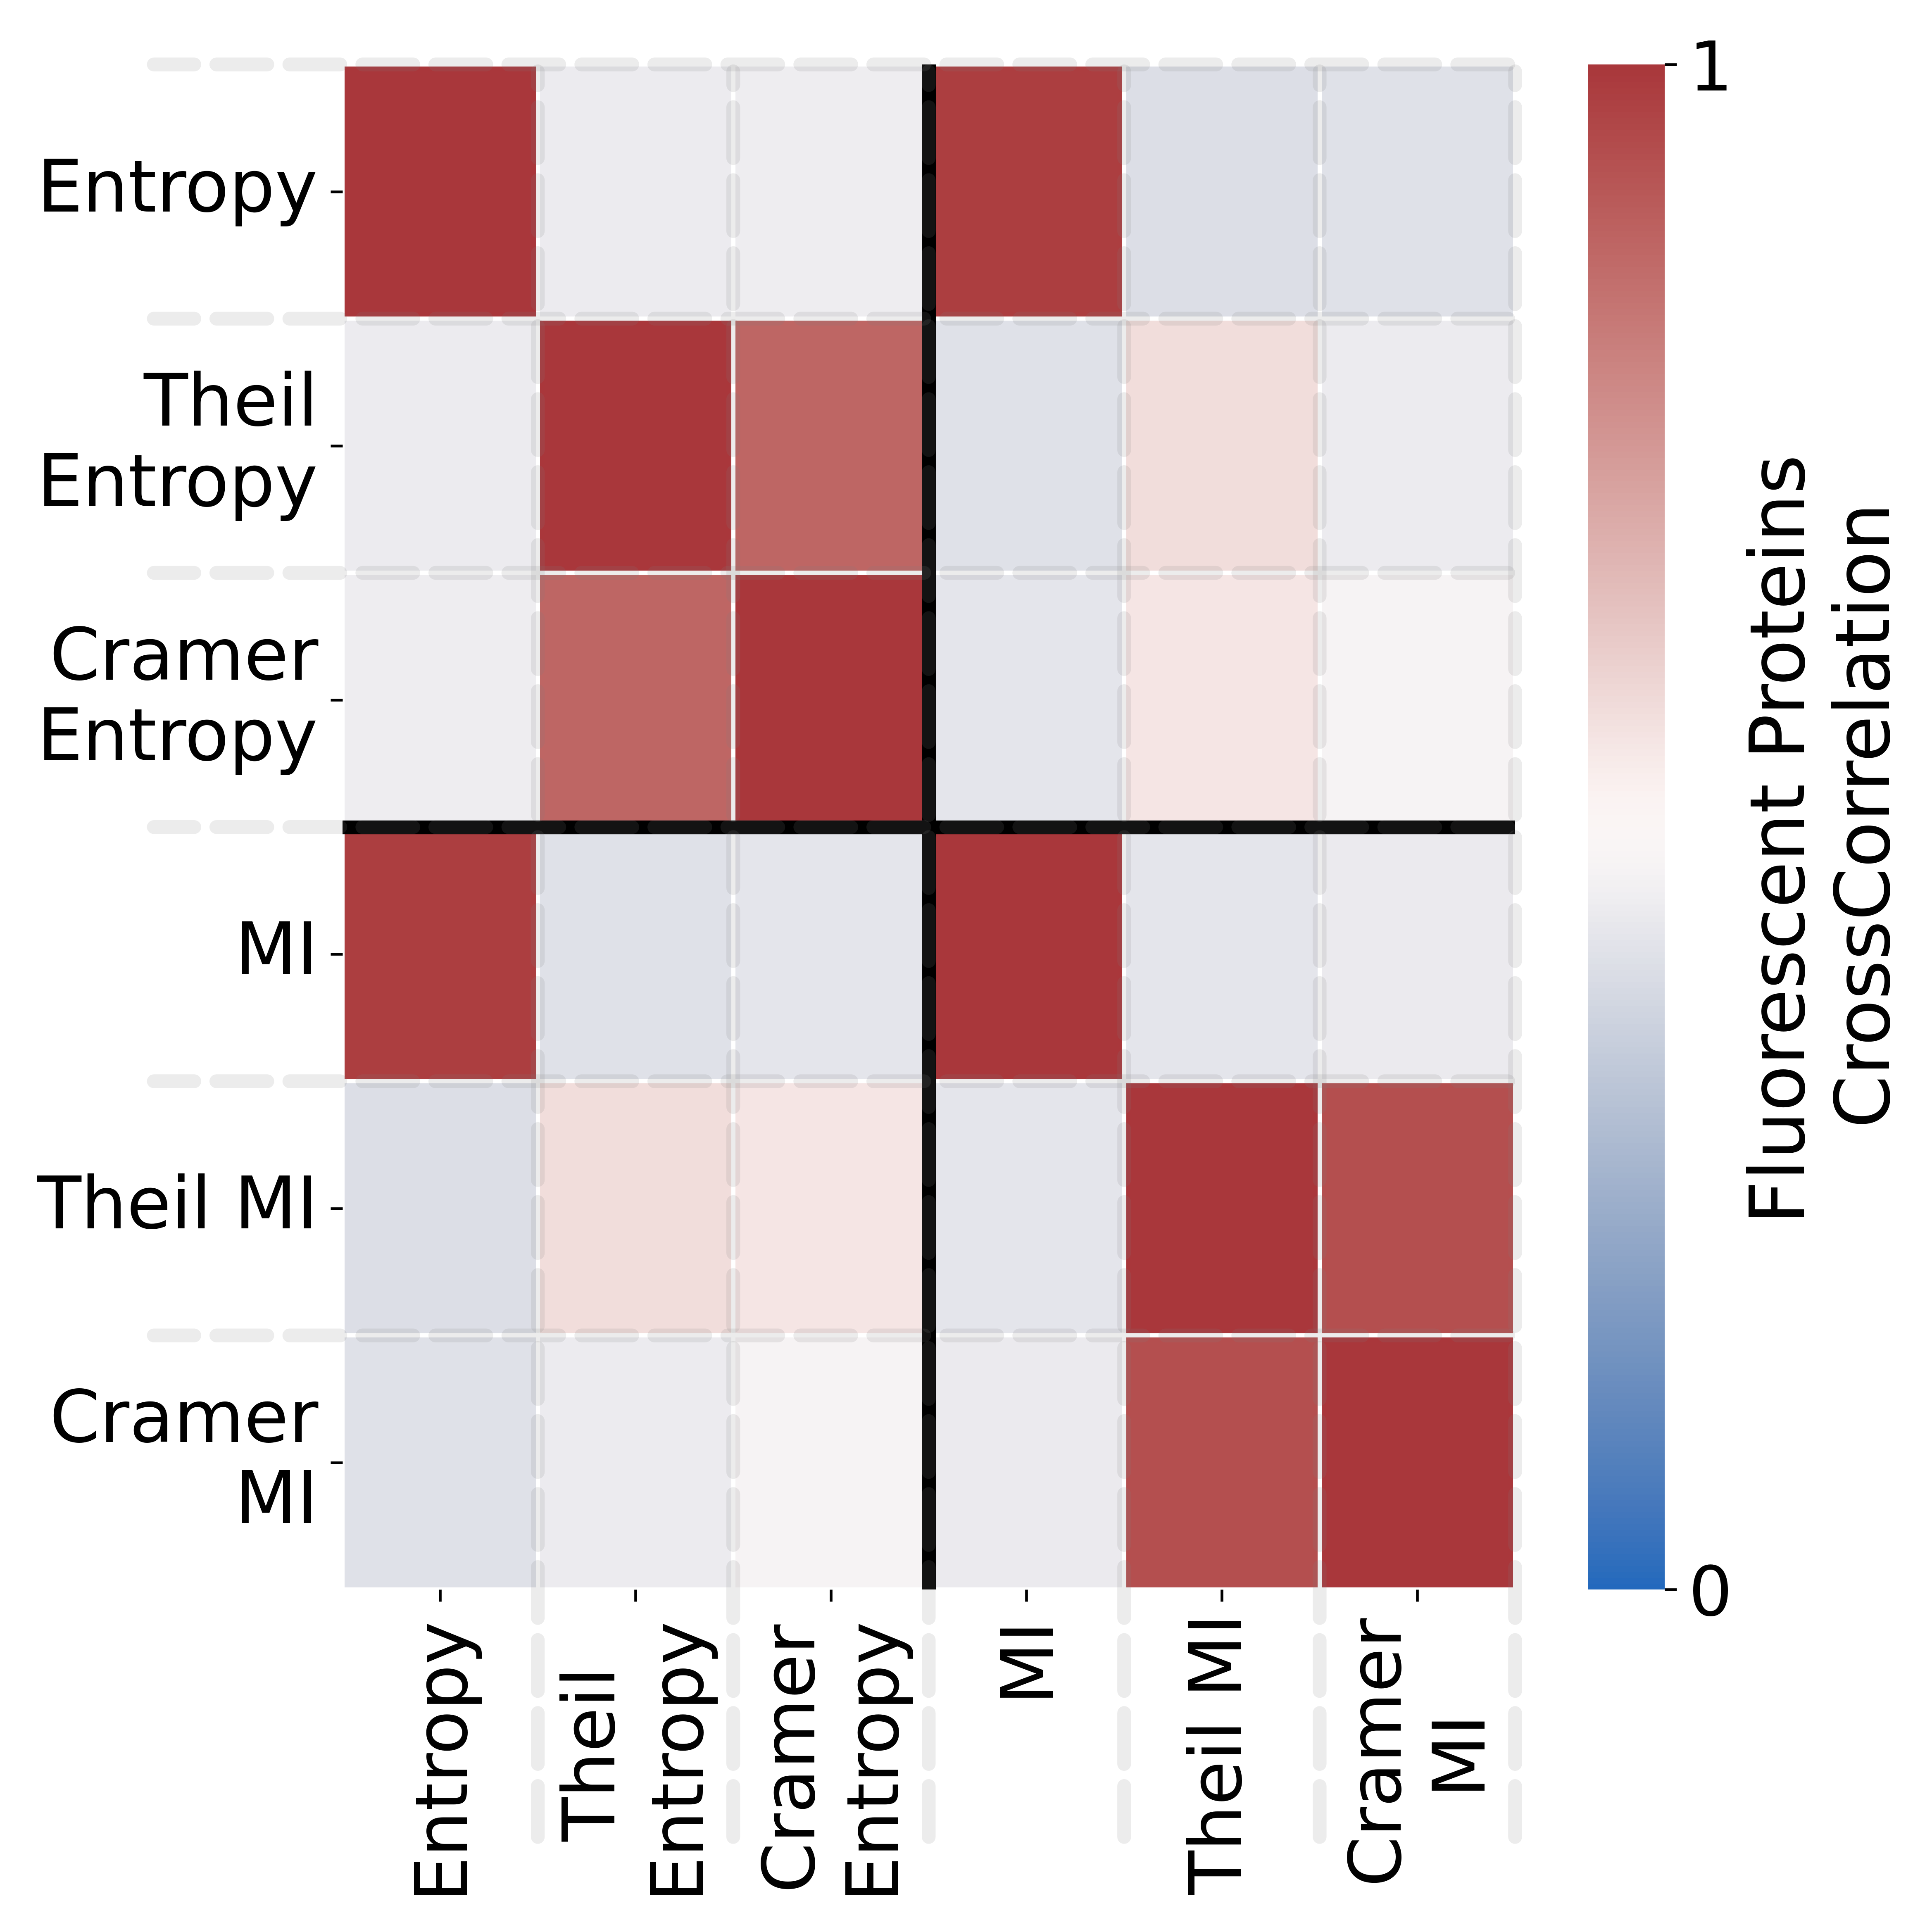 Entropy
Theil
Entropy
Cramer
Entropy
MI
Theil MI
Cramer
MI
Entropy
Theil
Entropy
Cramer
Entropy
MI
Theil MI
Cramer
MI
1
0
Fluorescent Proteins
CrossCorrelation